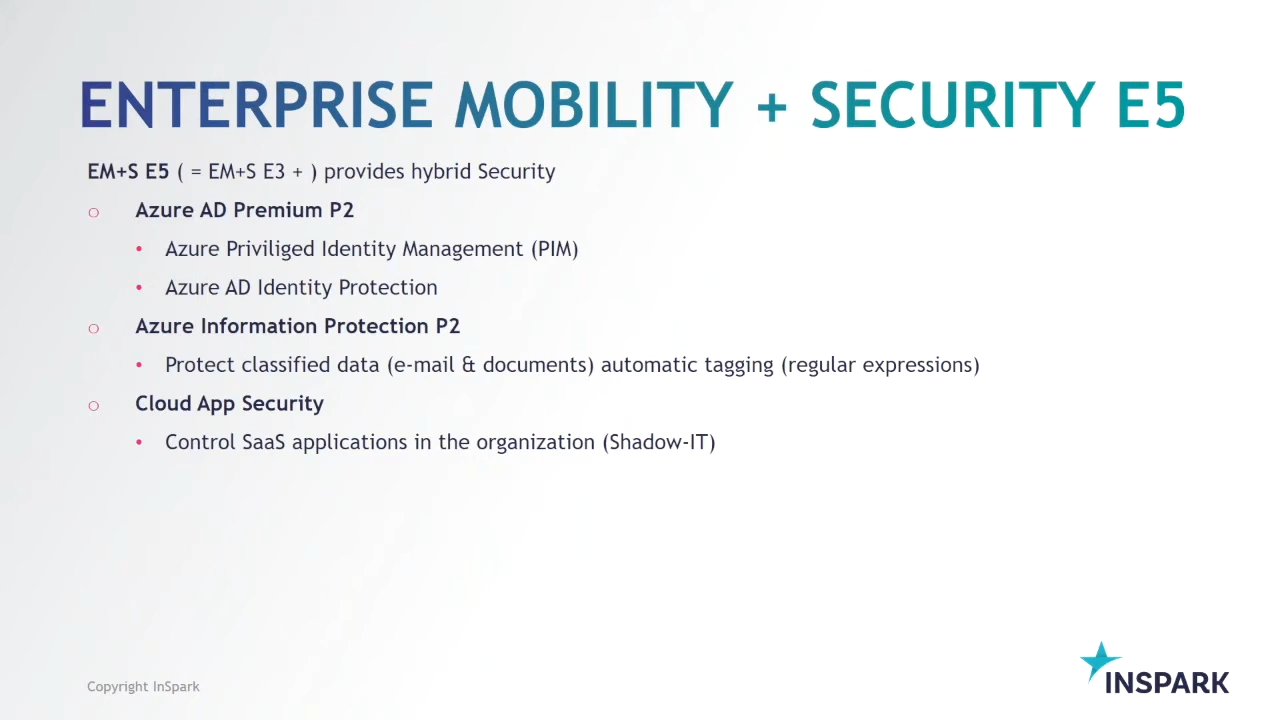 ENTERPRISE MOBILITY + SECURITY E5
EM+S E5 ( = EM+S E3 + ) provides hybrid Security
○ Azure AD Premium P2
• Azure Priviliged Identity Management (PIM)
• Azure AD Identity Protection
○ Azure Information Protection P2
• Protect classified data (e-mail & documents) automatic tagging (regular expressions)
○ Cloud App Security
• Control SaaS applications in the organization (Shadow-IT)
Copyright InSpark
INSPARK